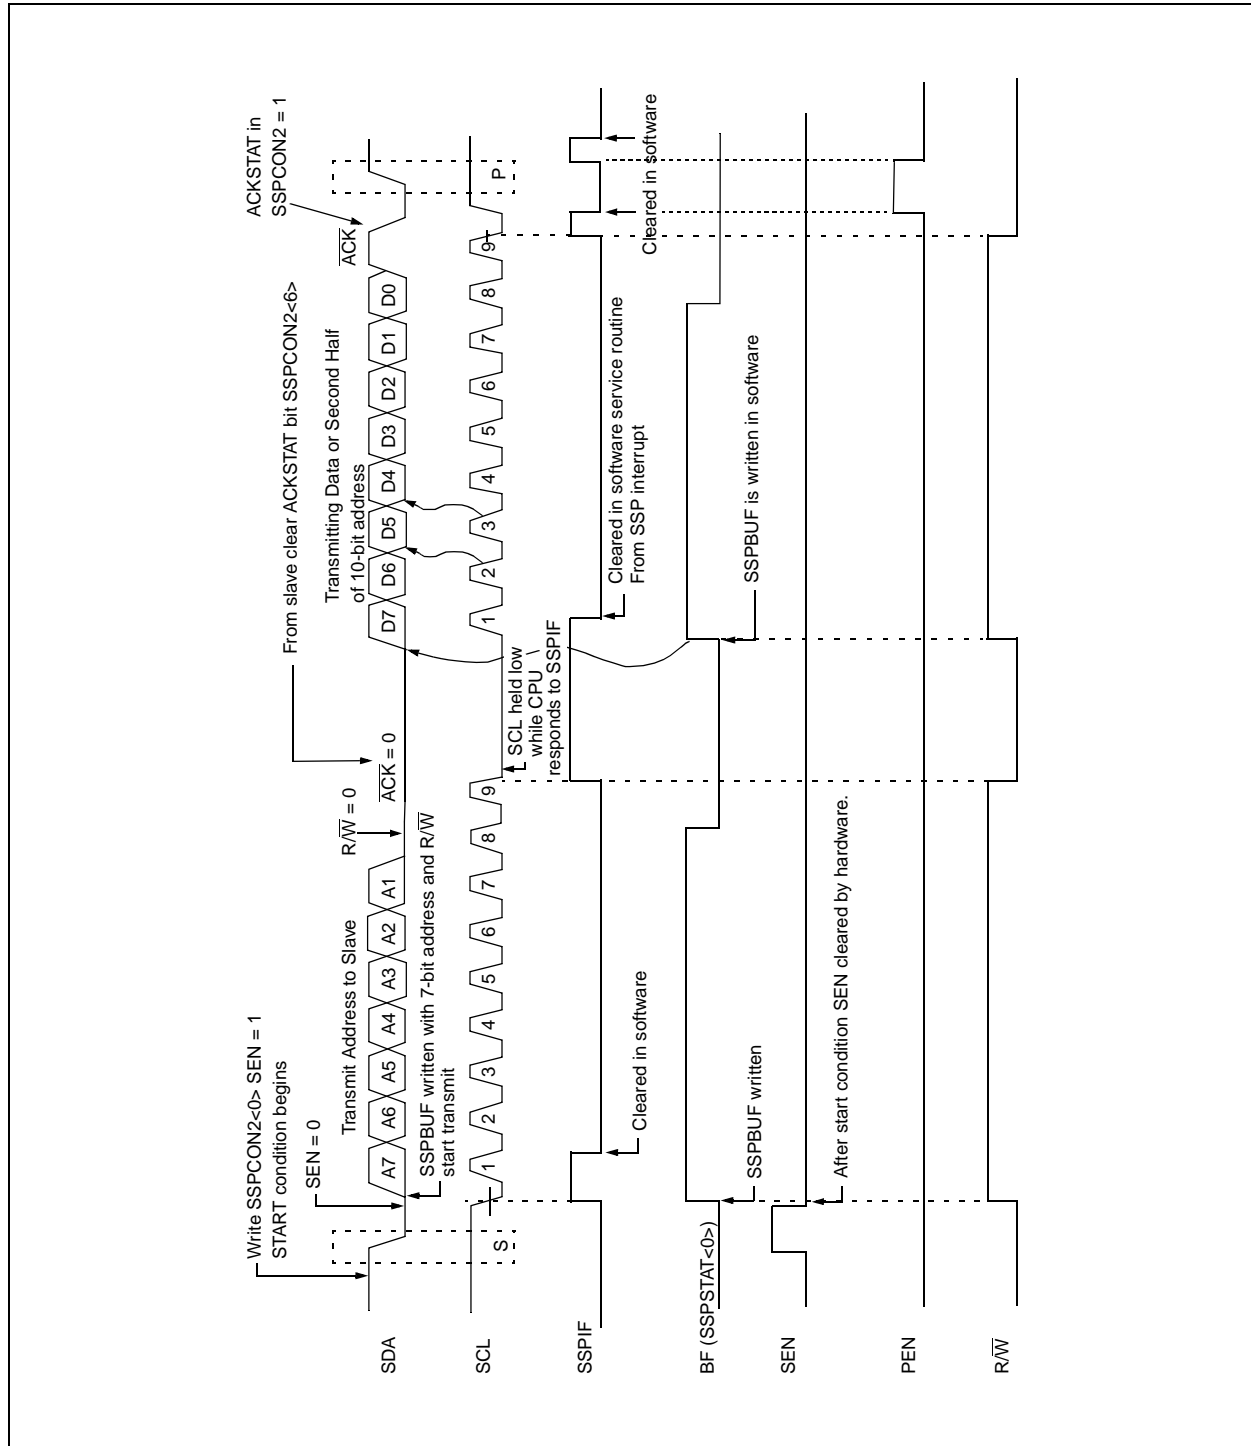 Write SSPCON2<0> SEN = 1
START condition begins
SEN = 0
Transmit Address to Slave
R/W̅ = 0
From slave clear ACKSTAT bit SSPCON2<6>
A̅C̅K̅ = 0
Transmitting Data or Second Half
of 10-bit address
ACKSTAT in
SSPCON2 = 1
A̅C̅K̅
SDA
A7 A6 A5 A4 A3 A2 A1
D7 D6 D5 D4 D3 D2 D1 D0
SSPBUF written with 7-bit address and R/W̅
start transmit
SCL
S
1 2 3 4 5 6 7 8 9
1 2 3 4 5 6 7 8 9
P
SCL held low
while CPU
responds to SSPIF
SSPIF
Cleared in software
Cleared in software service routine
From SSP interrupt
Cleared in software
BF (SSPSTAT<0>)
SSPBUF written
SSPBUF is written in software
SEN
After start condition SEN cleared by hardware.
PEN
R/W̅